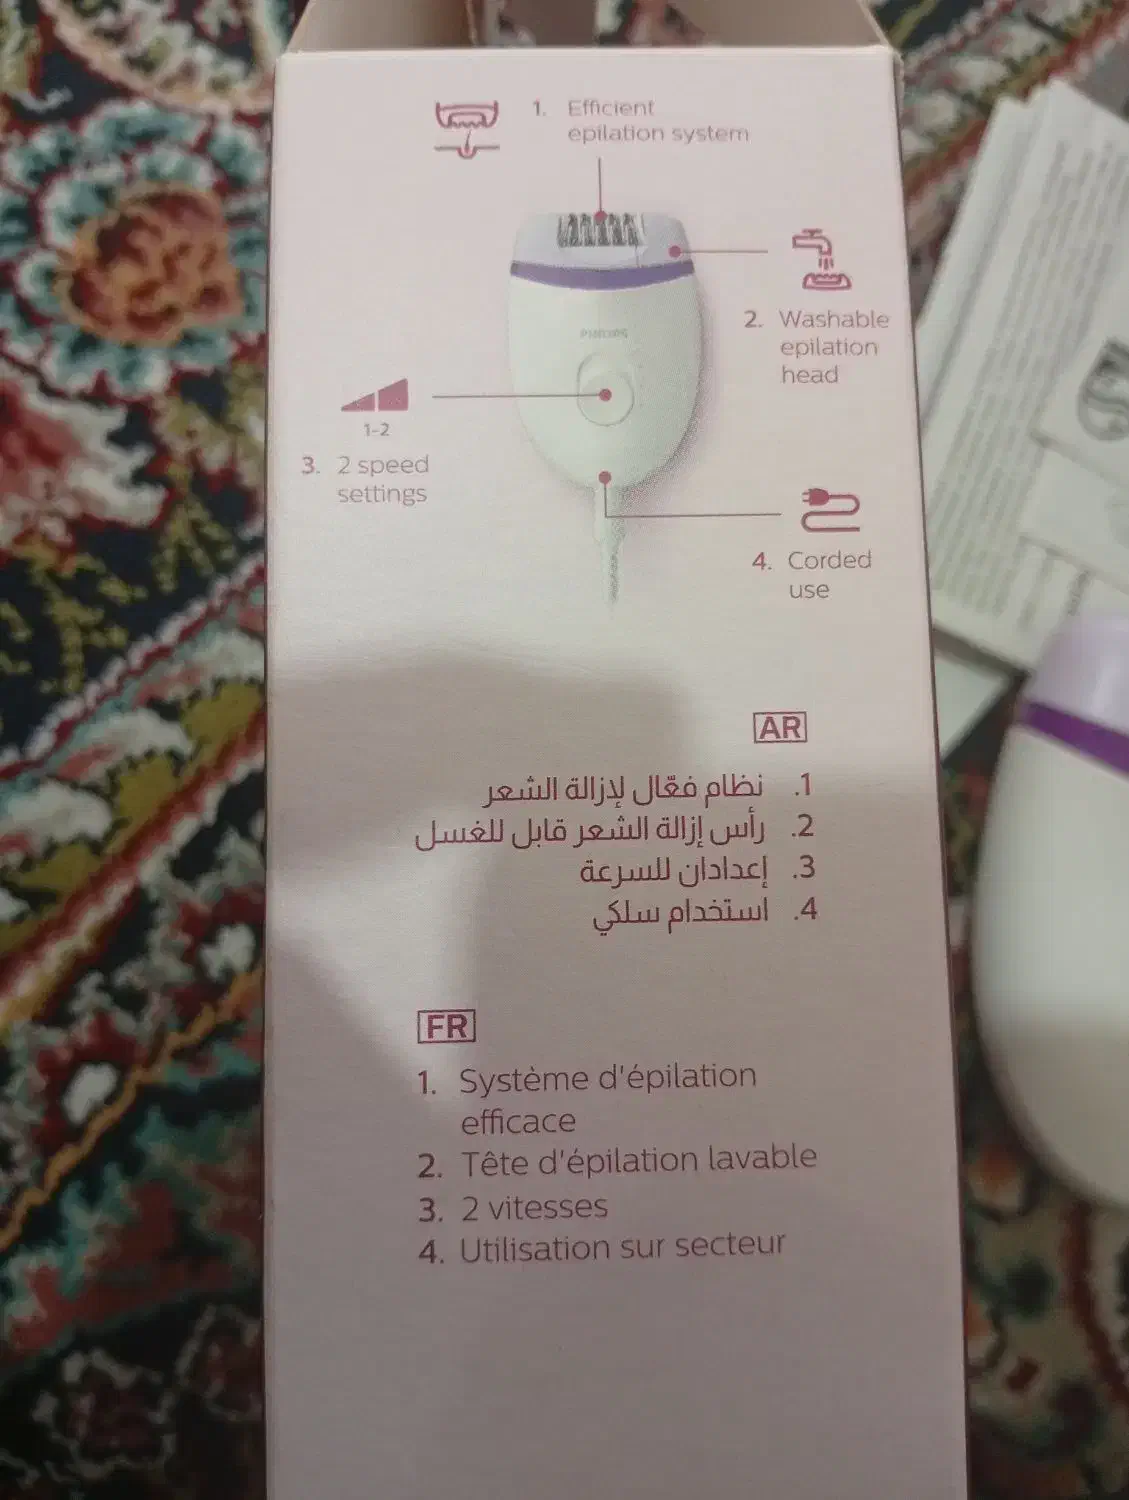 1. Efficient
epilation system
PHILIPS
2. Washable
epilation
head
1-2
3. 2 speed
settings
4. Corded
use
AR
1. نظام فعّال لإزالة الشعر
2. رأس إزالة الشعر قابل للغسل
3. إعدادان للسرعة
4. استخدام سلكي
FR
1. Système d'épilation
efficace
2. Tête d'épilation lavable
3. 2 vitesses
4. Utilisation sur secteur